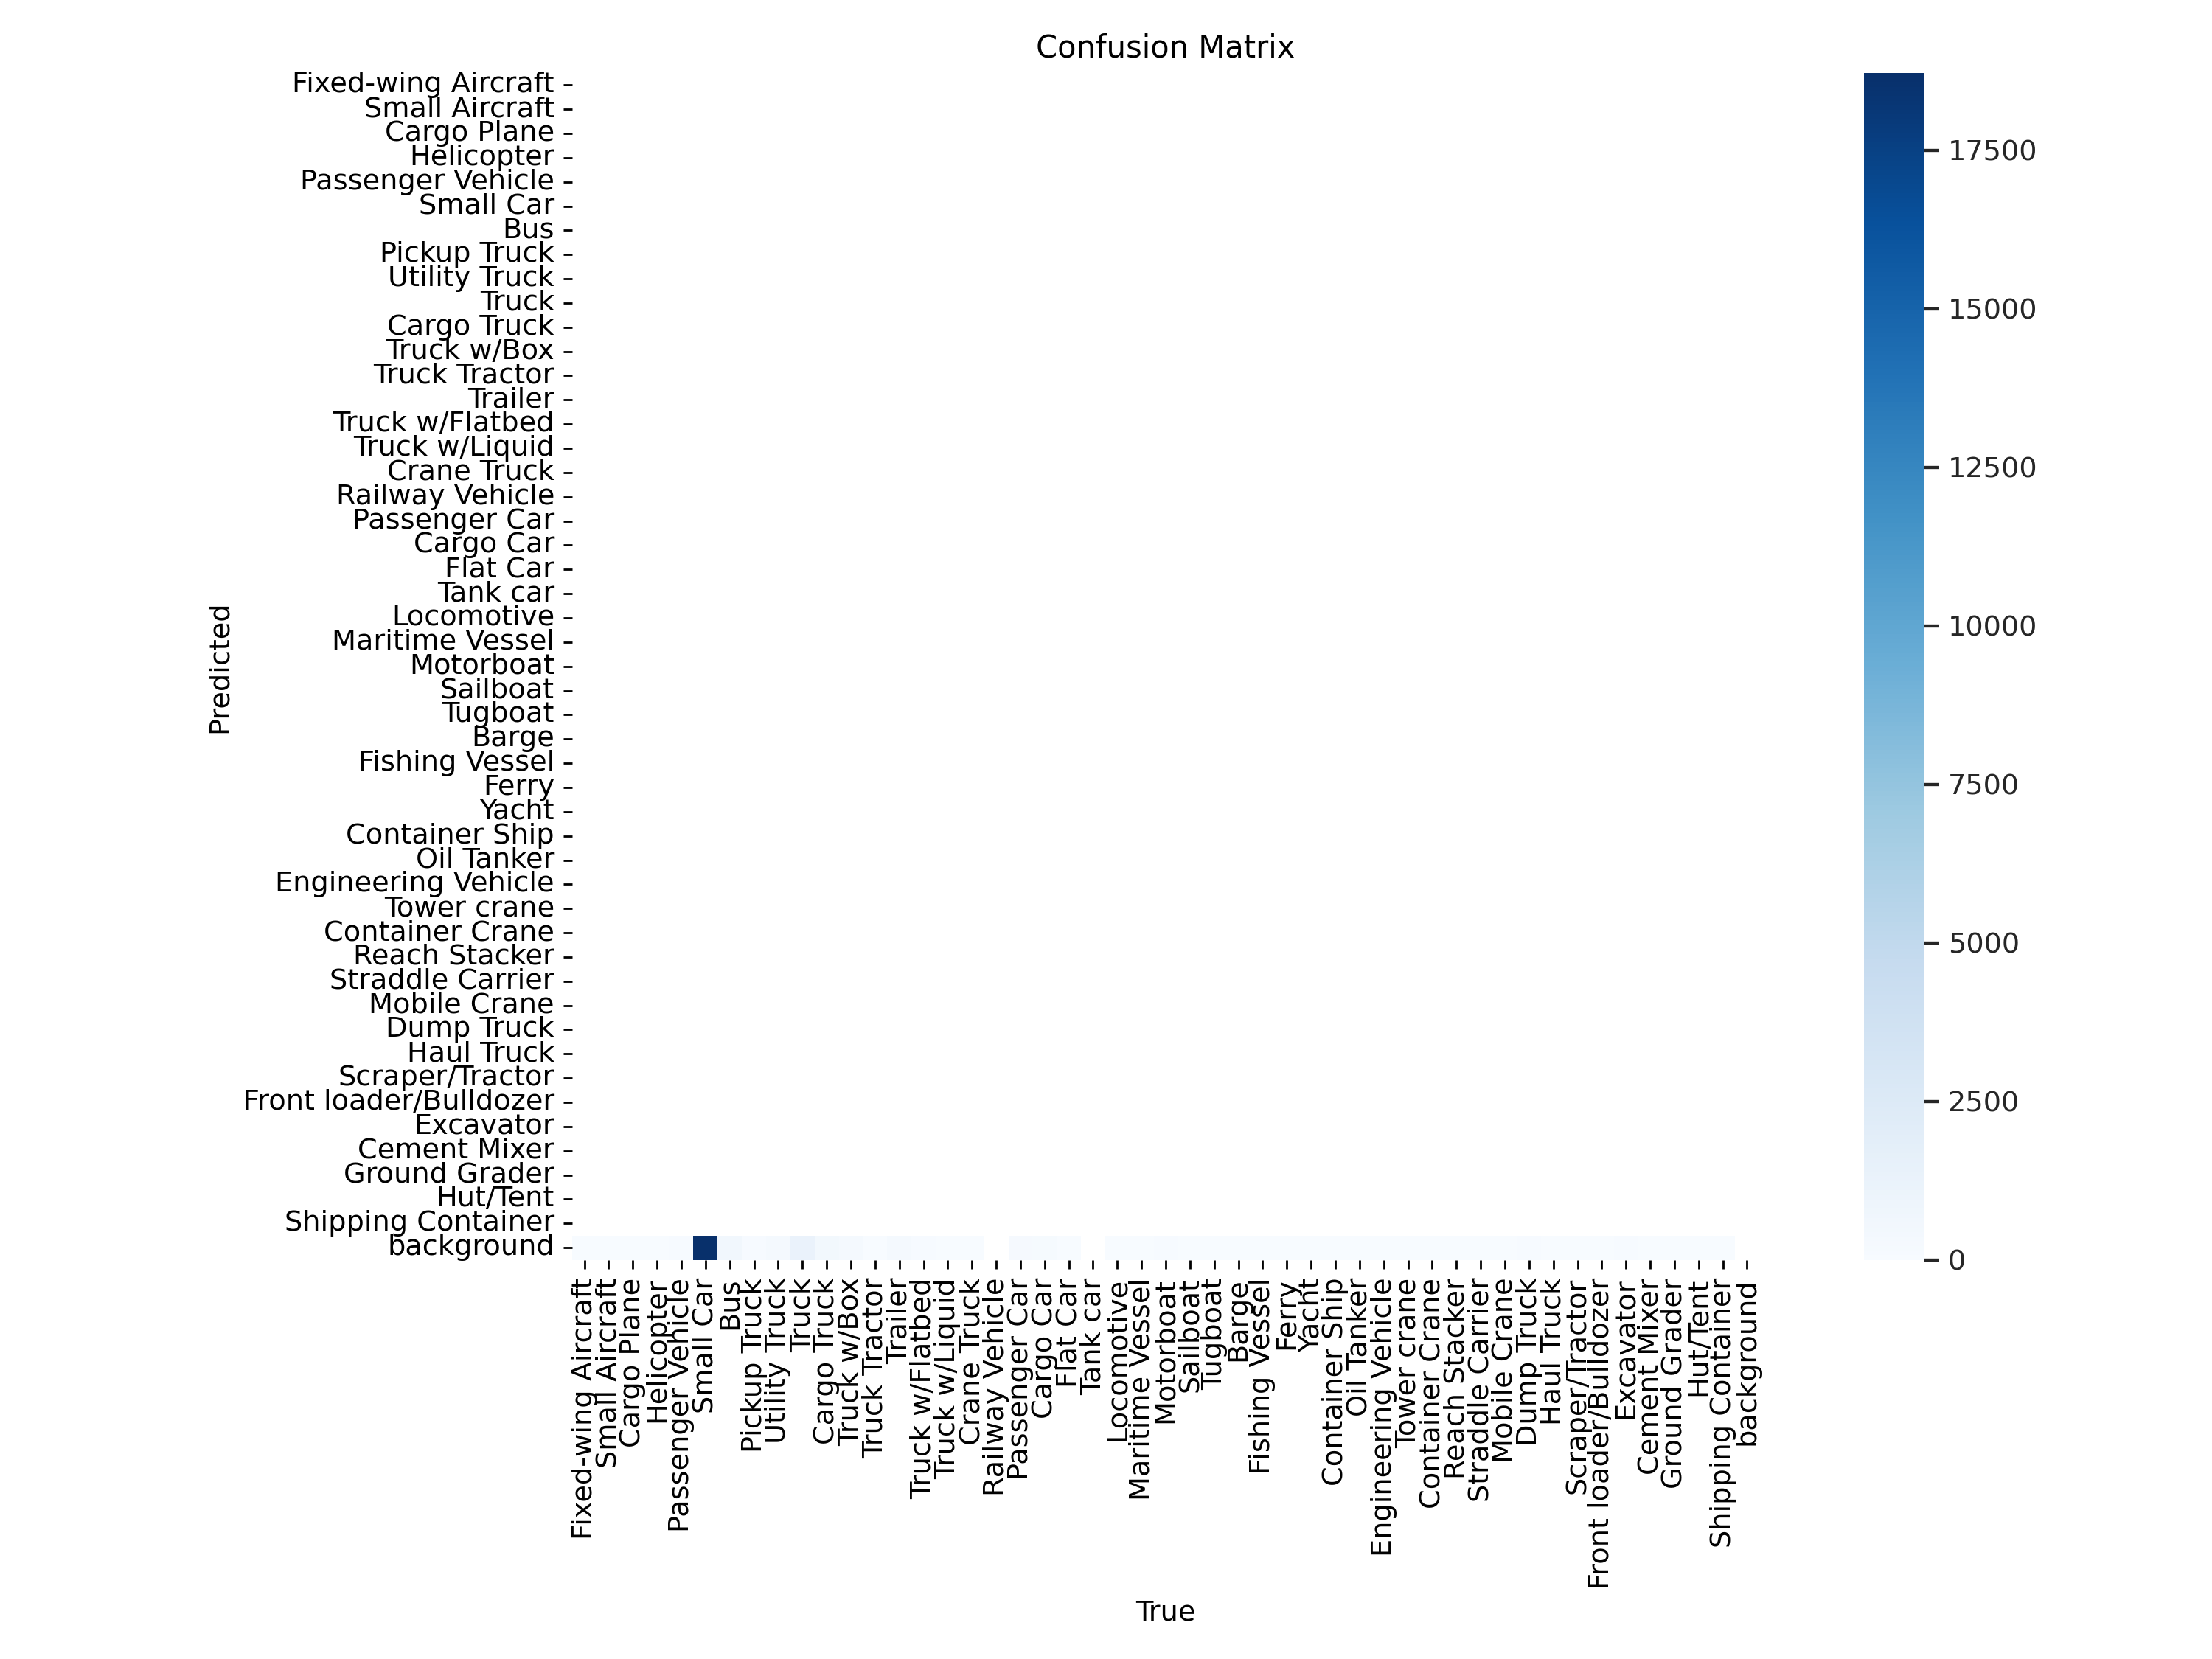 Confusion Matrix
Fixed-wing Aircraft
Small Aircraft
Cargo Plane
Helicopter
Passenger Vehicle
Small Car
Bus
Pickup Truck
Utility Truck
Truck
Cargo Truck
Truck w/Box
Truck Tractor
Trailer
Truck w/Flatbed
Truck w/Liquid
Crane Truck
Railway Vehicle
Passenger Car
Cargo Car
Flat Car
Tank car
Locomotive
Maritime Vessel
Motorboat
Sailboat
Tugboat
Barge
Fishing Vessel
Ferry
Yacht
Container Ship
Oil Tanker
Engineering Vehicle
Tower crane
Container Crane
Reach Stacker
Straddle Carrier
Mobile Crane
Dump Truck
Haul Truck
Scraper/Tractor
Front loader/Bulldozer
Excavator
Cement Mixer
Ground Grader
Hut/Tent
Shipping Container
background
Predicted
Fixed-wing Aircraft
Small Aircraft
Cargo Plane
Helicopter
Passenger Vehicle
Small Car
Bus
Pickup Truck
Utility Truck
Truck
Cargo Truck
Truck w/Box
Truck Tractor
Trailer
Truck w/Flatbed
Truck w/Liquid
Crane Truck
Railway Vehicle
Passenger Car
Cargo Car
Flat Car
Tank car
Locomotive
Maritime Vessel
Motorboat
Sailboat
Tugboat
Barge
Fishing Vessel
Ferry
Yacht
Container Ship
Oil Tanker
Engineering Vehicle
Tower crane
Container Crane
Reach Stacker
Straddle Carrier
Mobile Crane
Dump Truck
Haul Truck
Scraper/Tractor
Front loader/Bulldozer
Excavator
Cement Mixer
Ground Grader
Hut/Tent
Shipping Container
background
True
17500
15000
12500
10000
7500
5000
2500
0